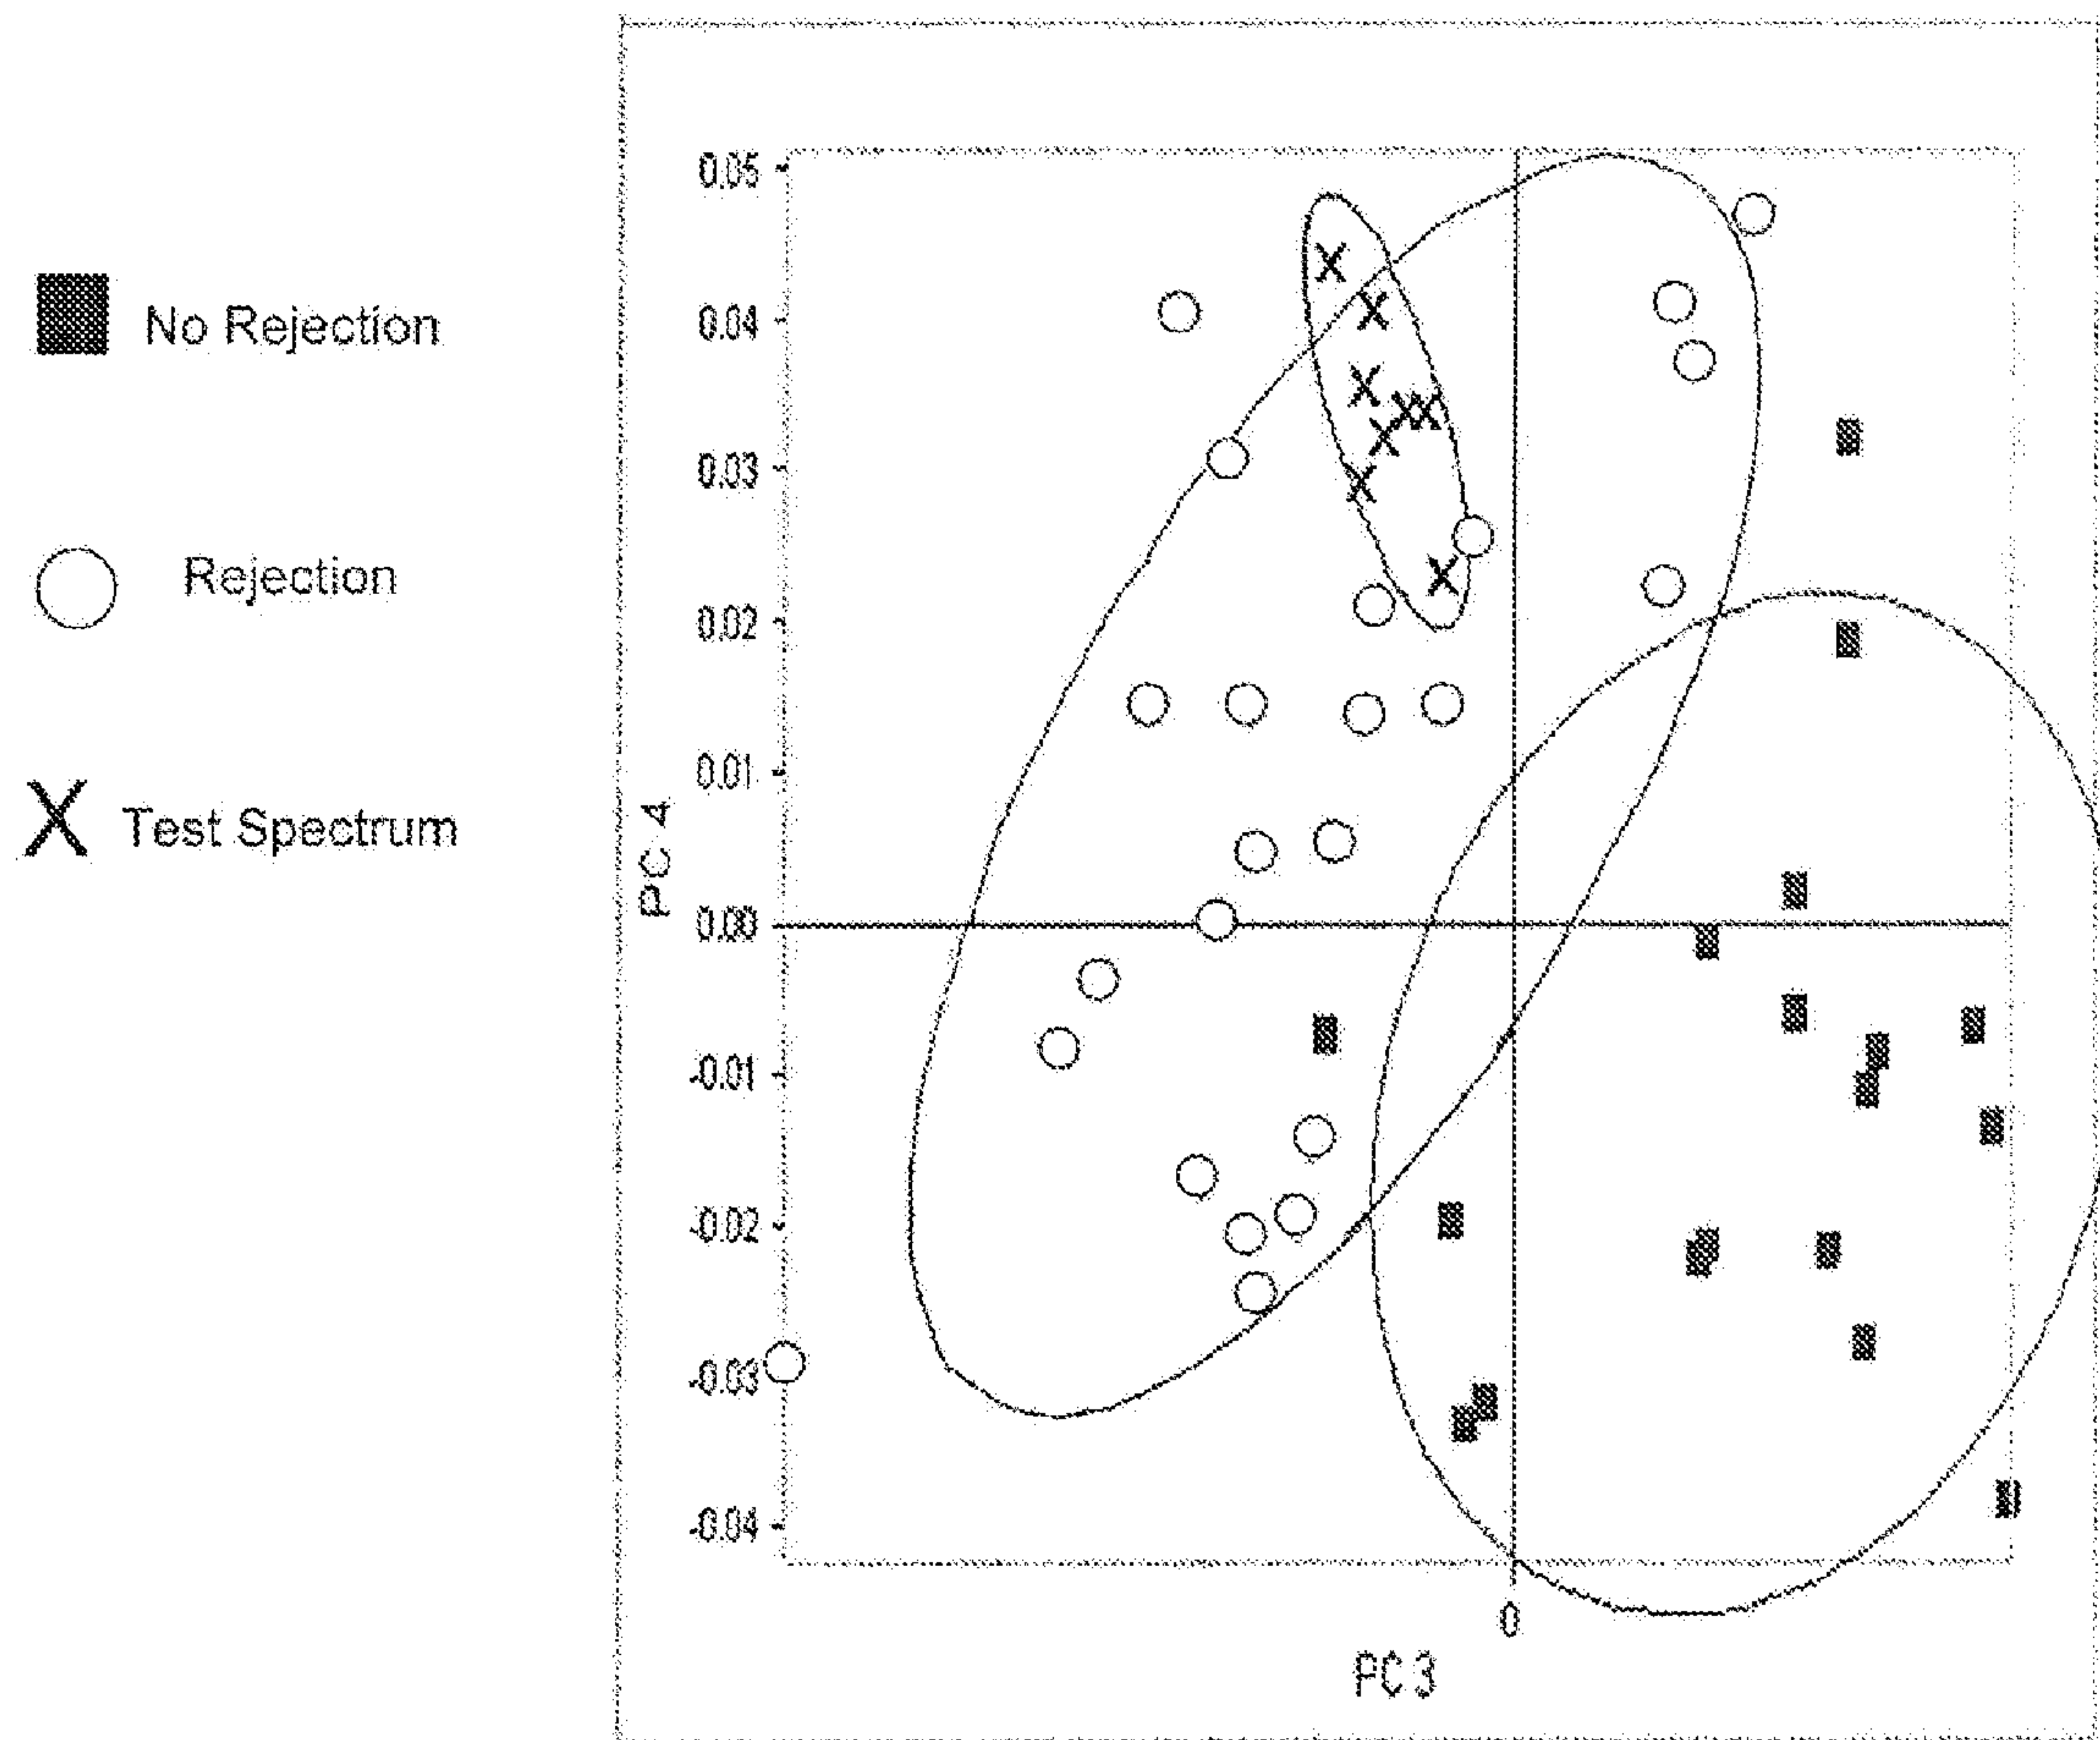 No Rejection
Rejection
X Test Spectrum
0.05
0.04
0.03
0.02
0.01
0.00
-0.01
-0.02
-0.03
-0.04
PC 4
0
PC 3